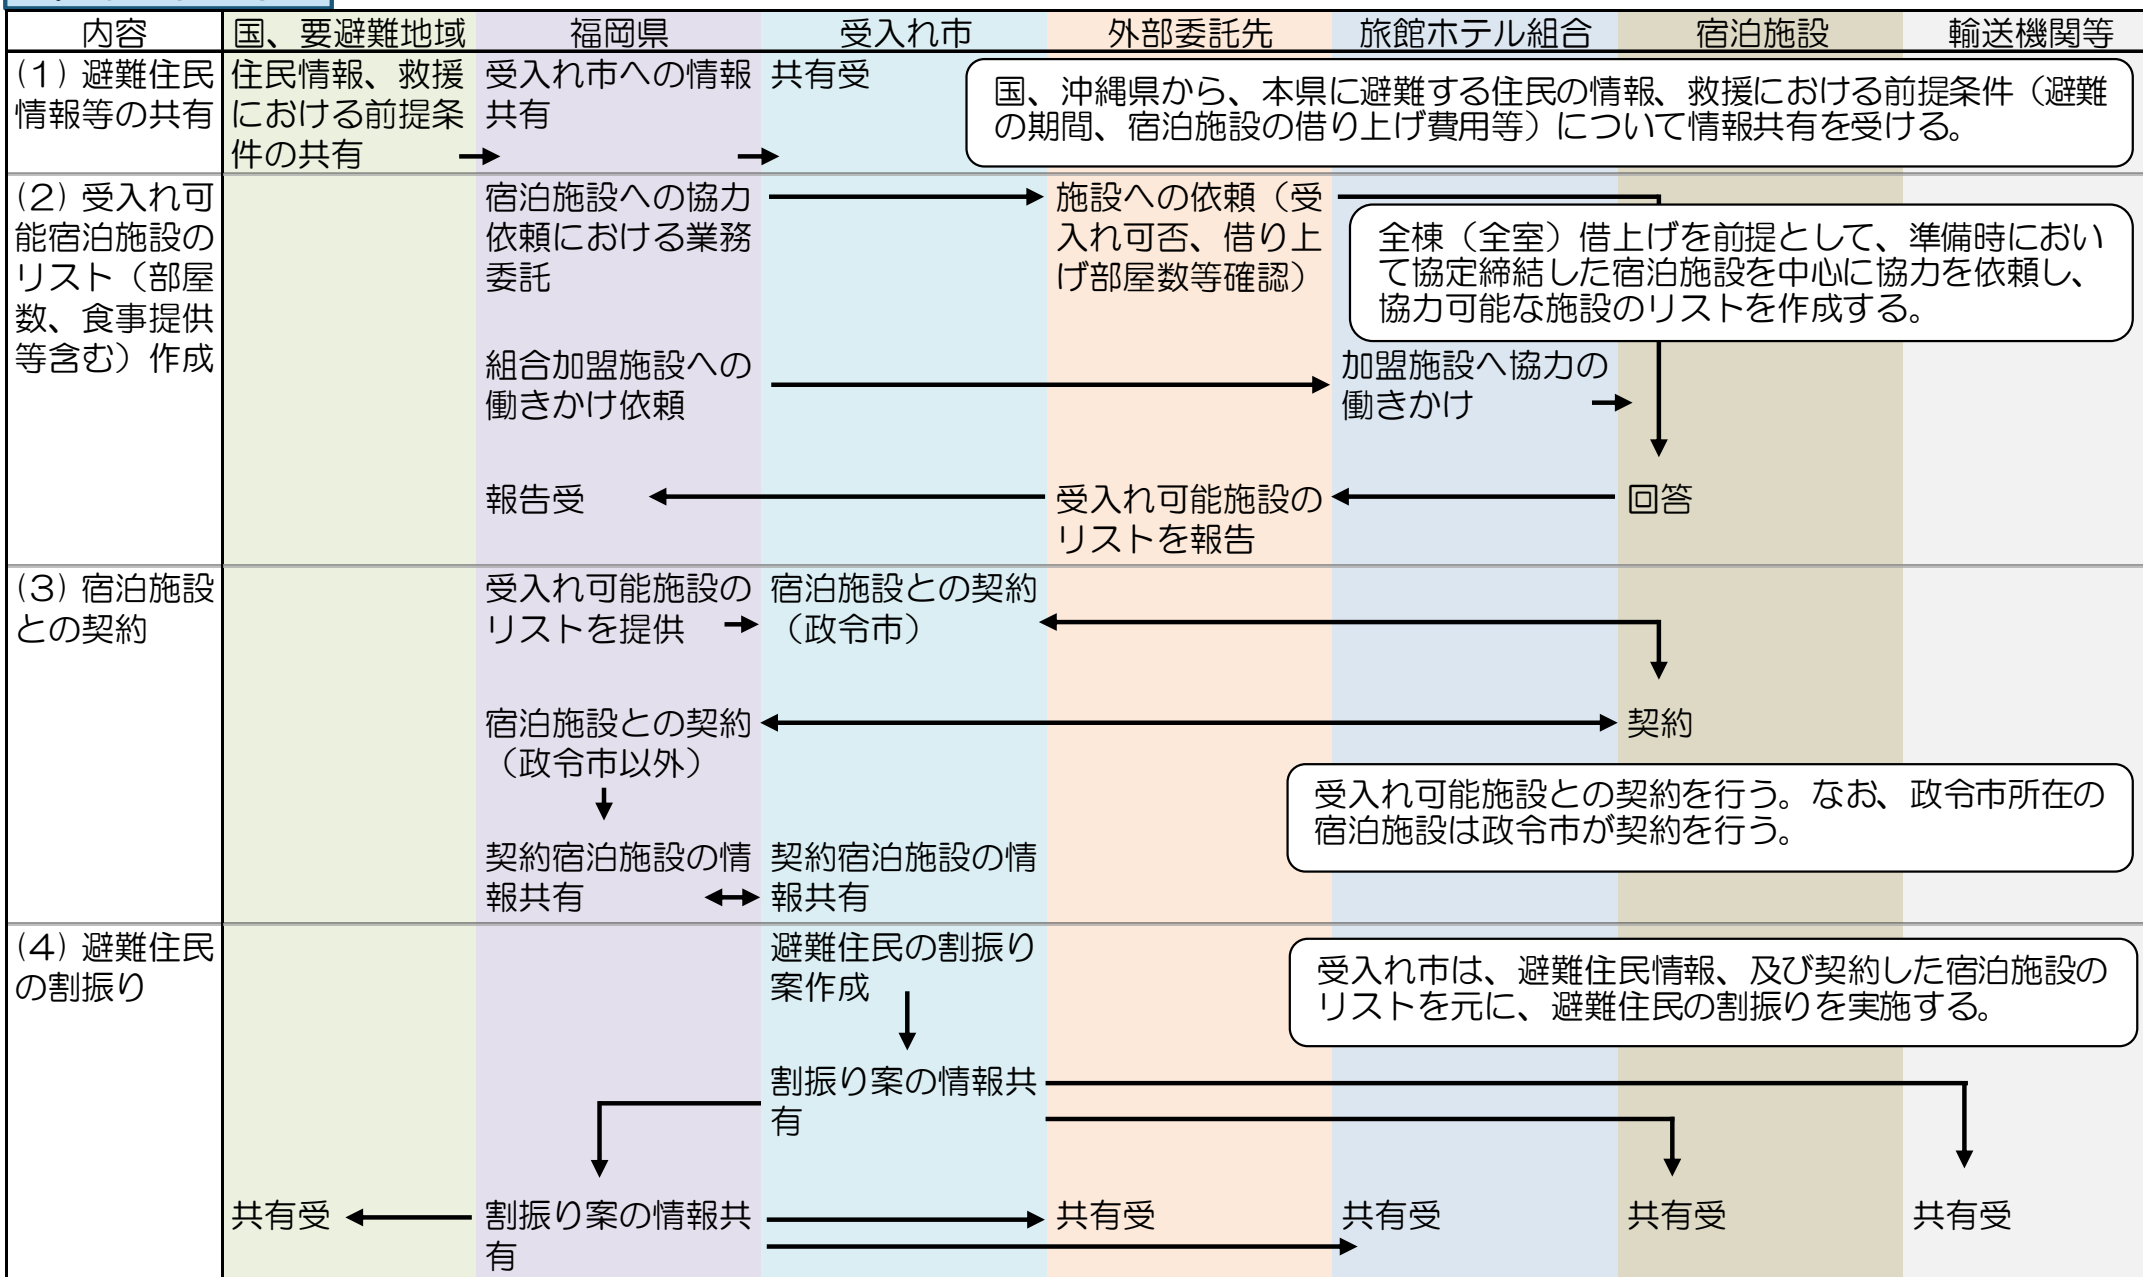 内容
国、要避難地域
福岡県
受入れ市
外部委託先
旅館ホテル組合
宿泊施設
輸送機関等
(1)避難住民
情報等の共有
住民情報、救援
における前提条
件の共有
受入れ市への情報
共有
共有受
国、沖縄県から、本県に避難する住民の情報、救援における前提条件(避難
の期間、宿泊施設の借り上げ費用等)について情報共有を受ける。
(2)受入れ可
能宿泊施設の
リスト(部屋
数、食事提供
等含む)作成
宿泊施設への協力
依頼における業務
委託
施設への依頼(受
入れ可否、借り上
げ部屋数等確認)
全棟(全室)借上げを前提として、準備時におい
て協定締結した宿泊施設を中心に協力を依頼し、
協力可能な施設のリストを作成する。
組合加盟施設への
働きかけ依頼
加盟施設へ協力の
働きかけ
報告受
受入れ可能施設の
リストを報告
回答
(3)宿泊施設
との契約
受入れ可能施設の
リストを提供
宿泊施設との契約
(政令市)
宿泊施設との契約
(政令市以外)
契約
受入れ可能施設との契約を行う。なお、政令市所在の
宿泊施設は政令市が契約を行う。
契約宿泊施設の情
報共有
契約宿泊施設の情
報共有
(4)避難住民
の割振り
避難住民の割振り
案作成
受入れ市は、避難住民情報、及び契約した宿泊施設の
リストを元に、避難住民の割振りを実施する。
割振り案の情報共
有
共有受
割振り案の情報共
有
共有受
共有受
共有受
共有受